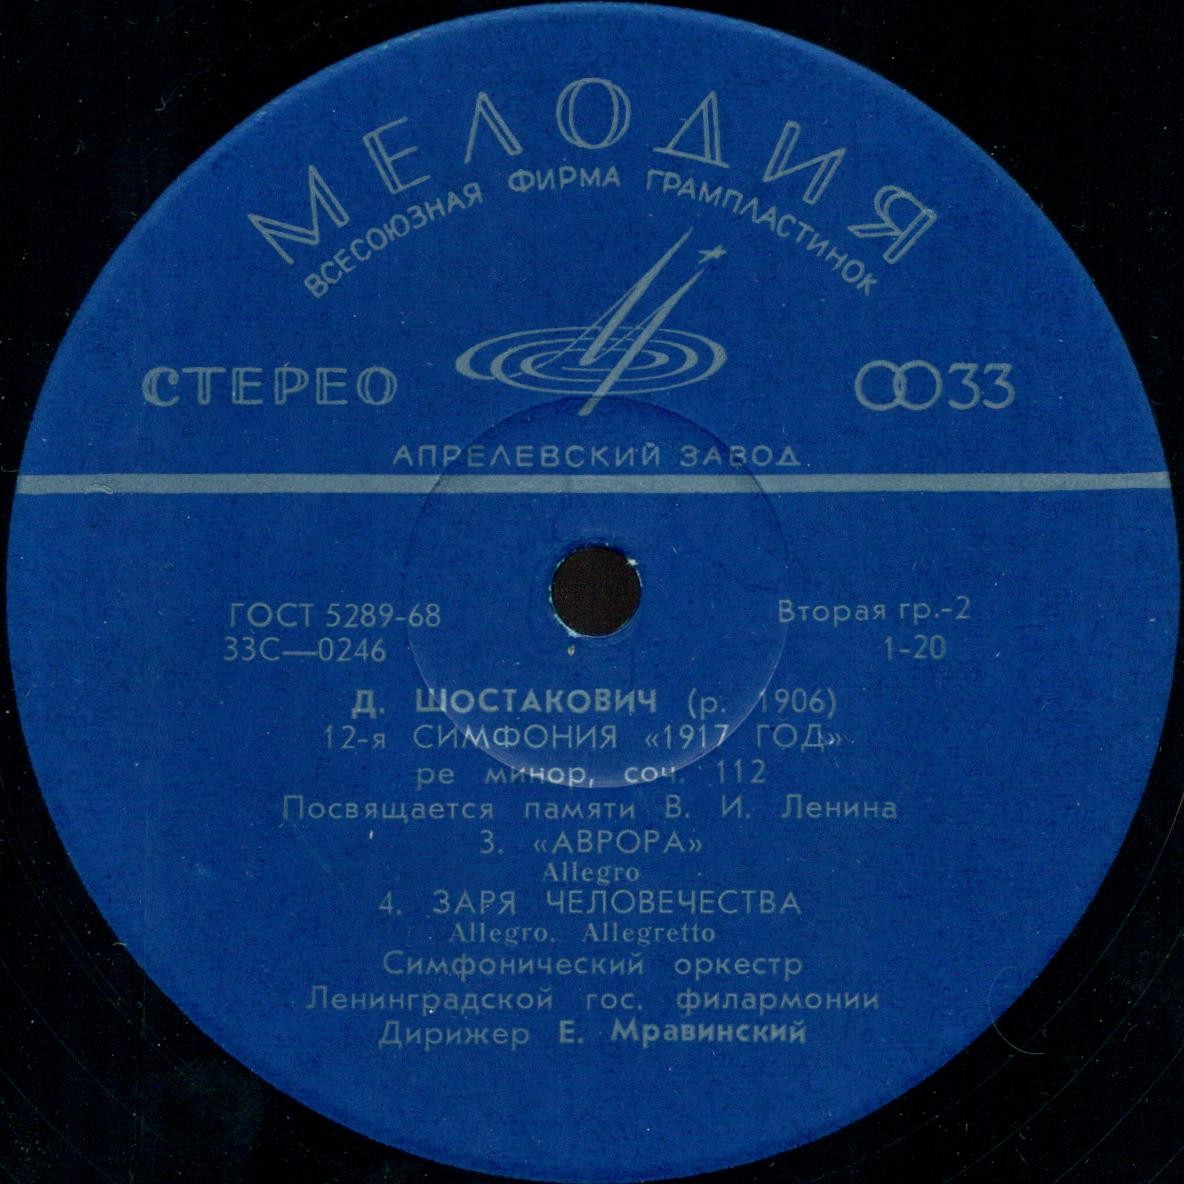 МЕЛОДИЯ
ВСЕСОЮЗНАЯ ФИРМА ГРАМПЛАСТИНОК
СТЕРЕО 33
АПРЕЛЕВСКИЙ ЗАВОД
ГОСТ 5289-68 Вторая гр.-2
33С—0246 1-20
Д. ШОСТАКОВИЧ (р. 1906)
12-я СИМФОНИЯ «1917 ГОД»
ре минор, соч. 112
Посвящается памяти В. И. Ленина
3. «АВРОРА»
Allegro
4. ЗАРЯ ЧЕЛОВЕЧЕСТВА
Allegro. Allegretto
Симфонический оркестр
Ленинградской гос. филармонии
Дирижер Е. Мравинский